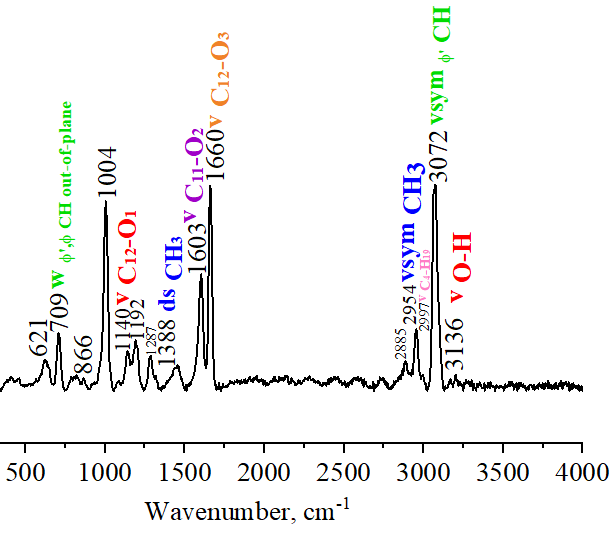 621
709 w ϕ',ϕ CH out-of-plane
866
1004
1140 v C12-O1
1192
1287
1388 ds CH3
1603 v C11-O2
1660 v C12-O3
2885
2954 vsym CH3
2997 v C4-H19
3072 vsym ϕ' CH
3136 v O-H
500 1000 1500 2000 2500 3000 3500 4000
Wavenumber, cm-1